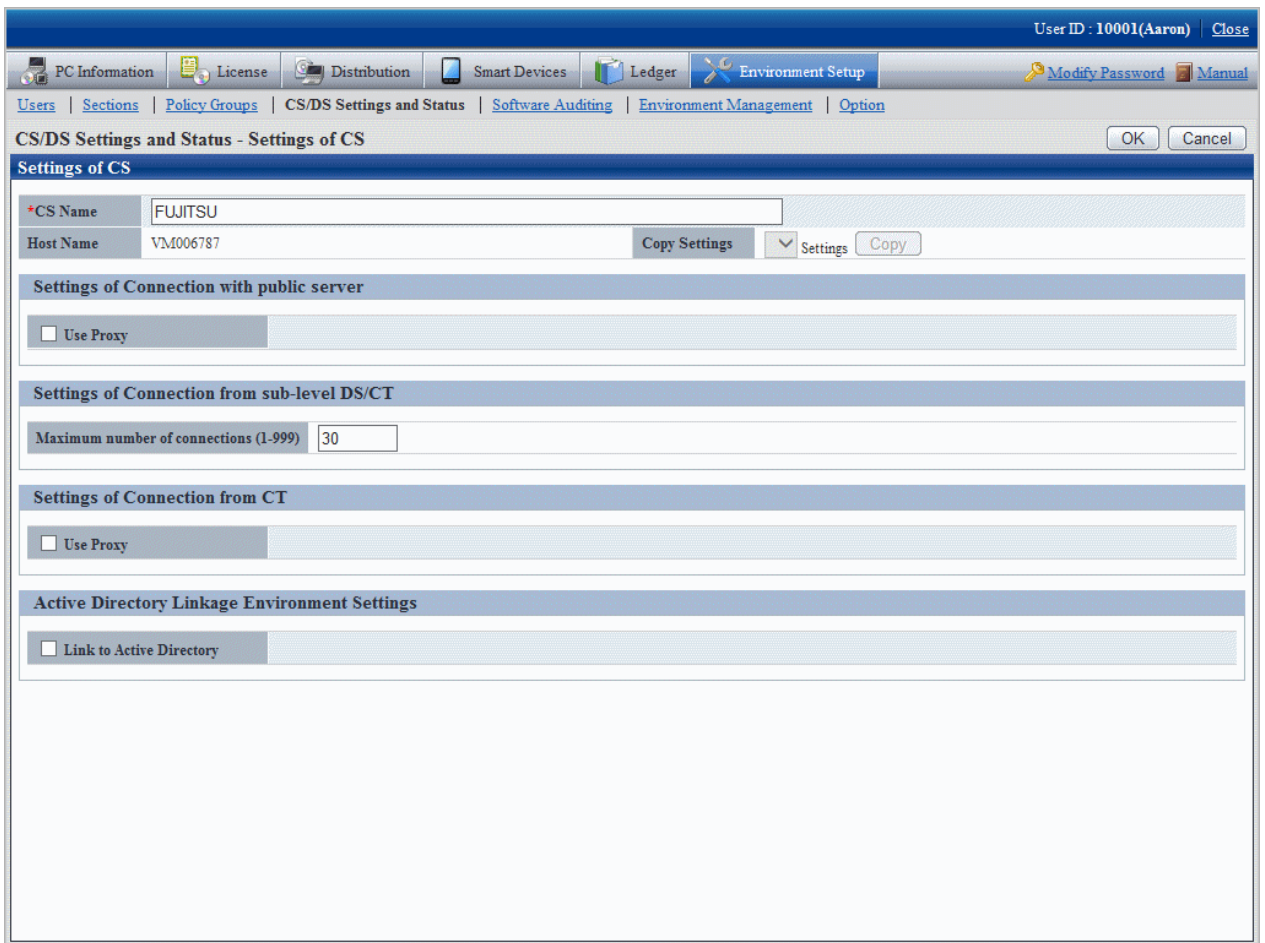 User ID : 10001(Aaron) Close
PC Information License Distribution Smart Devices Ledger Environment Setup Modify Password Manual
Users | Sections | Policy Groups | CS/DS Settings and Status | Software Auditing | Environment Management | Option
CS/DS Settings and Status - Settings of CS OK Cancel
Settings of CS
*CS Name FUJITSU
Host Name VM006787 Copy Settings Settings Copy
Settings of Connection with public server
Use Proxy
Settings of Connection from sub-level DS/CT
Maximum number of connections (1-999) 30
Settings of Connection from CT
Use Proxy
Active Directory Linkage Environment Settings
Link to Active Directory